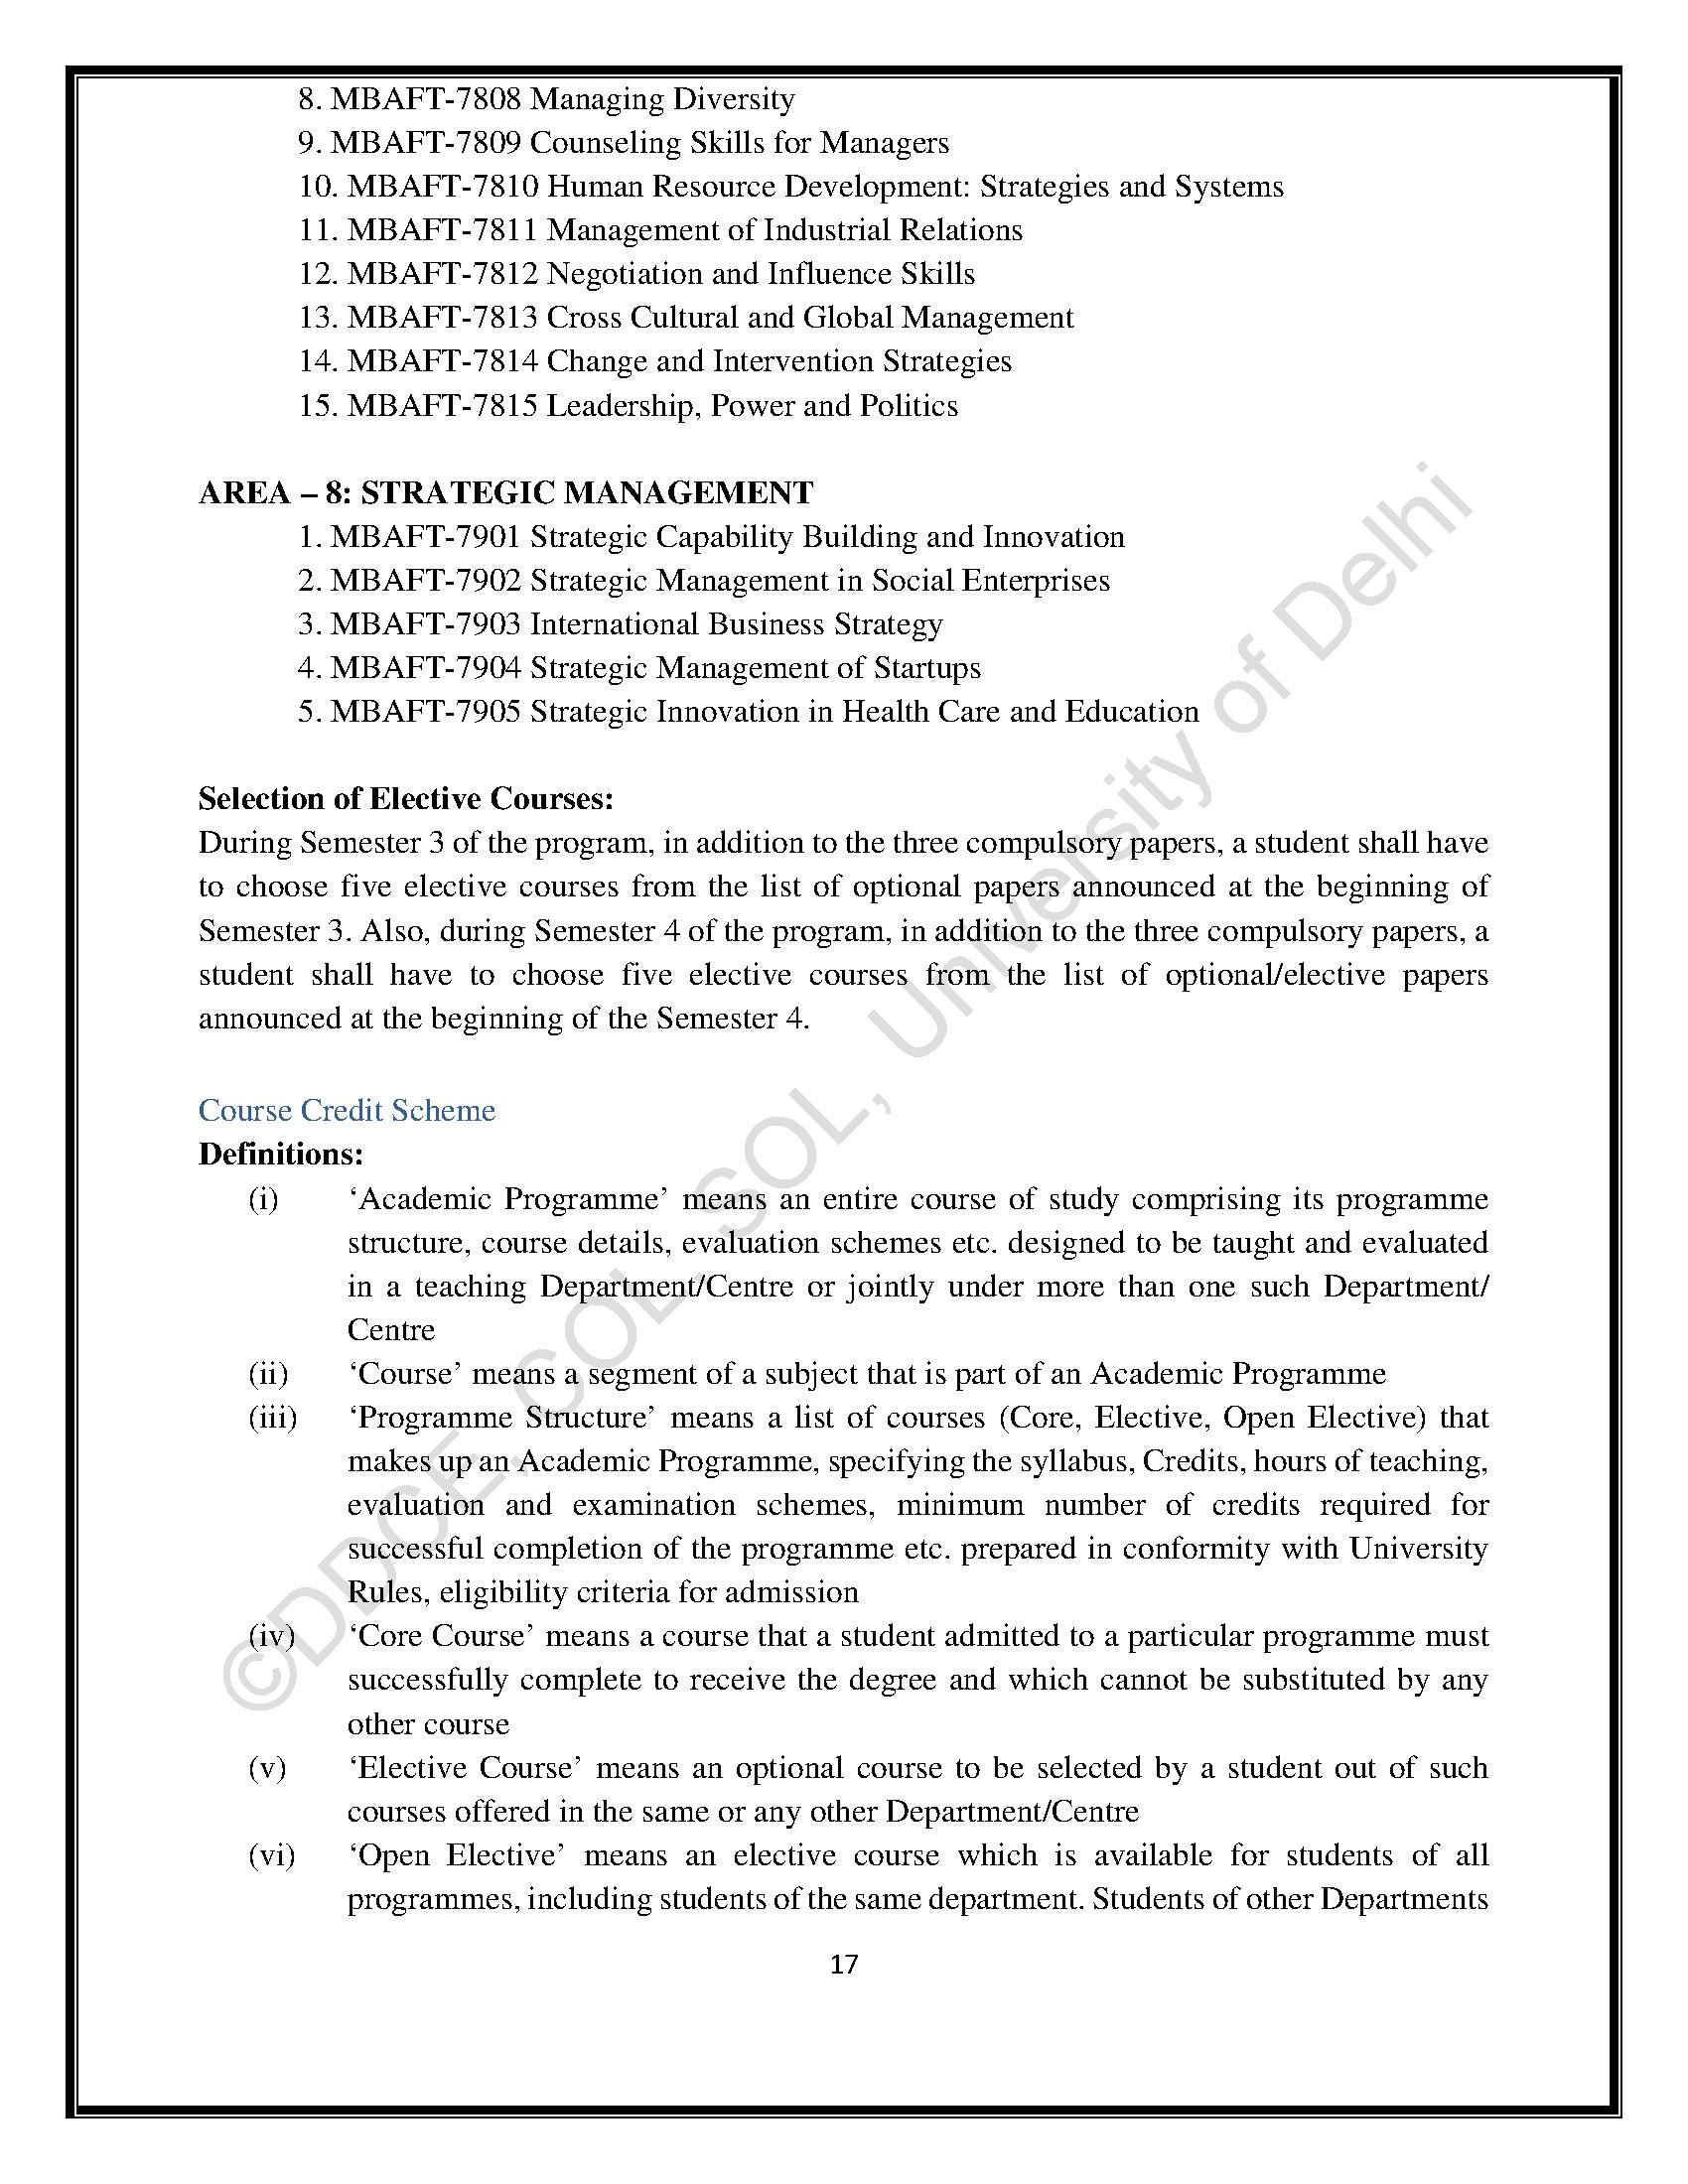 8. MBAFT-7808 Managing Diversity
9. MBAFT-7809 Counseling Skills for Managers
10. MBAFT-7810 Human Resource Development: Strategies and Systems
11. MBAFT-7811 Management of Industrial Relations
12. MBAFT-7812 Negotiation and Influence Skills
13. MBAFT-7813 Cross Cultural and Global Management
14. MBAFT-7814 Change and Intervention Strategies
15. MBAFT-7815 Leadership, Power and Politics
AREA – 8: STRATEGIC MANAGEMENT
1. MBAFT-7901 Strategic Capability Building and Innovation
2. MBAFT-7902 Strategic Management in Social Enterprises
3. MBAFT-7903 International Business Strategy
4. MBAFT-7904 Strategic Management of Startups
5. MBAFT-7905 Strategic Innovation in Health Care and Education
Selection of Elective Courses:
During Semester 3 of the program, in addition to the three compulsory papers, a student shall have
to choose five elective courses from the list of optional papers announced at the beginning of
Semester 3. Also, during Semester 4 of the program, in addition to the three compulsory papers, a
student shall have to choose five elective courses from the list of optional/elective papers
announced at the beginning of the Semester 4.
Course Credit Scheme
Definitions:
(i) ‘Academic Programme’ means an entire course of study comprising its programme
structure, course details, evaluation schemes etc. designed to be taught and evaluated
in a teaching Department/Centre or jointly under more than one such Department/
Centre
(ii) ‘Course’ means a segment of a subject that is part of an Academic Programme
(iii) ‘Programme Structure’ means a list of courses (Core, Elective, Open Elective) that
makes up an Academic Programme, specifying the syllabus, Credits, hours of teaching,
evaluation and examination schemes, minimum number of credits required for
successful completion of the programme etc. prepared in conformity with University
Rules, eligibility criteria for admission
(iv) ‘Core Course’ means a course that a student admitted to a particular programme must
successfully complete to receive the degree and which cannot be substituted by any
other course
(v) ‘Elective Course’ means an optional course to be selected by a student out of such
courses offered in the same or any other Department/Centre
(vi) ‘Open Elective’ means an elective course which is available for students of all
programmes, including students of the same department. Students of other Departments
17
©DDCE, COL, SOL, University of Delhi